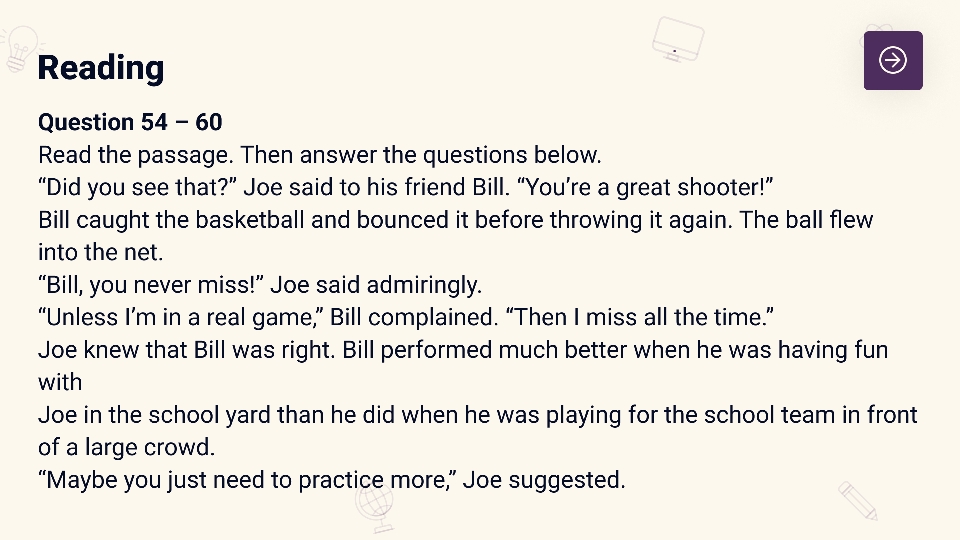 Reading
Question 54 – 60
Read the passage. Then answer the questions below.
“Did you see that?” Joe said to his friend Bill. “You’re a great shooter!”
Bill caught the basketball and bounced it before throwing it again. The ball flew
into the net.
“Bill, you never miss!” Joe said admiringly.
“Unless I’m in a real game,” Bill complained. “Then I miss all the time.”
Joe knew that Bill was right. Bill performed much better when he was having fun
with
Joe in the school yard than he did when he was playing for the school team in front
of a large crowd.
“Maybe you just need to practice more,” Joe suggested.